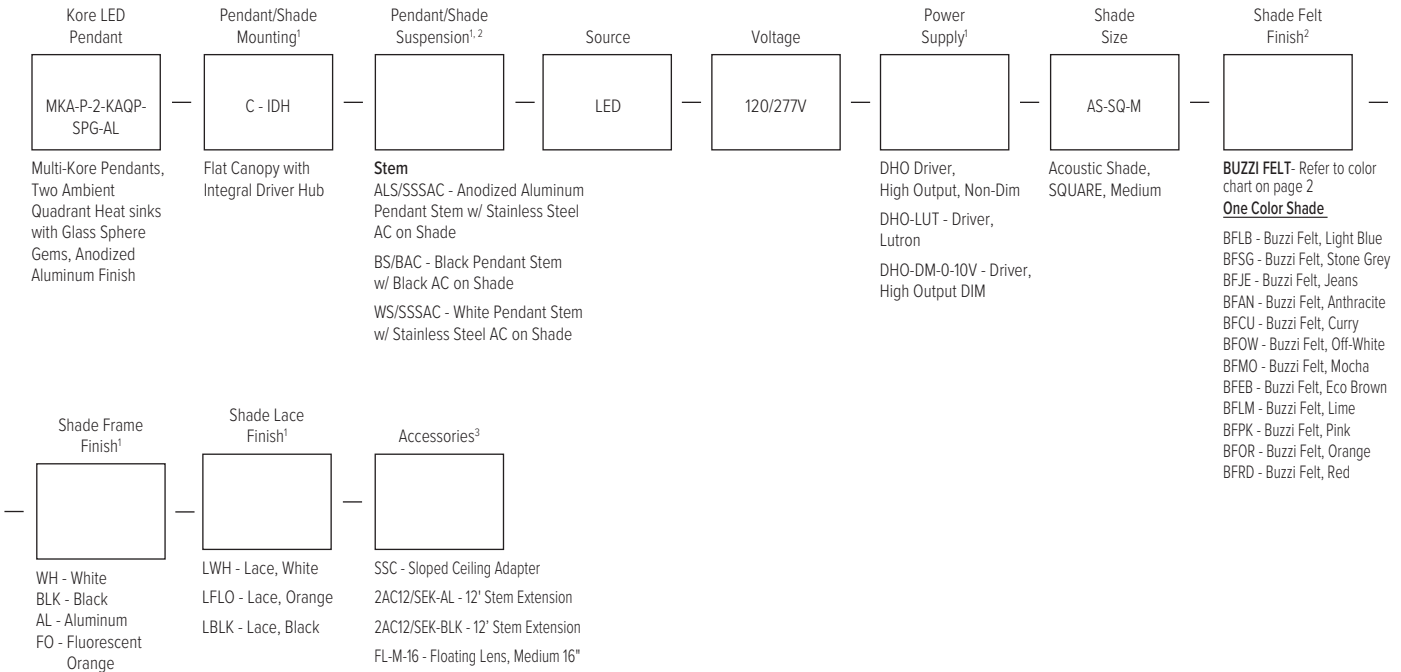 Kore LED
Pendant
MKA-P-2-KAQP-
SPG-AL
Multi-Kore Pendants,
Two Ambient
Quadrant Heat sinks
with Glass Sphere
Gems, Anodized
Aluminum Finish
Pendant/Shade
Mounting¹
C - IDH
Flat Canopy with
Integral Driver Hub
Pendant/Shade
Suspension¹˒ ²
Stem
ALS/SSSAC - Anodized Aluminum
Pendant Stem w/ Stainless Steel
AC on Shade
BS/BAC - Black Pendant Stem
w/ Black AC on Shade
WS/SSSAC - White Pendant Stem
w/ Stainless Steel AC on Shade
Source
LED
Voltage
120/277V
Power
Supply¹
DHO Driver,
High Output, Non-Dim
DHO-LUT - Driver,
Lutron
DHO-DM-0-10V - Driver,
High Output DIM
Shade
Size
AS-SQ-M
Acoustic Shade,
SQUARE, Medium
Shade Felt
Finish²
BUZZI FELT- Refer to color
chart on page 2
One Color Shade
BFLB - Buzzi Felt, Light Blue
BFSG - Buzzi Felt, Stone Grey
BFJE - Buzzi Felt, Jeans
BFAN - Buzzi Felt, Anthracite
BFCU - Buzzi Felt, Curry
BFOW - Buzzi Felt, Off-White
BFMO - Buzzi Felt, Mocha
BFEB - Buzzi Felt, Eco Brown
BFLM - Buzzi Felt, Lime
BFPK - Buzzi Felt, Pink
BFOR - Buzzi Felt, Orange
BFRD - Buzzi Felt, Red
Shade Frame
Finish¹
WH - White
BLK - Black
AL - Aluminum
FO - Fluorescent
Orange
Shade Lace
Finish¹
LWH - Lace, White
LFLO - Lace, Orange
LBLK - Lace, Black
Accessories³
SSC - Sloped Ceiling Adapter
2AC12/SEK-AL - 12' Stem Extension
2AC12/SEK-BLK - 12’ Stem Extension
FL-M-16 - Floating Lens, Medium 16"